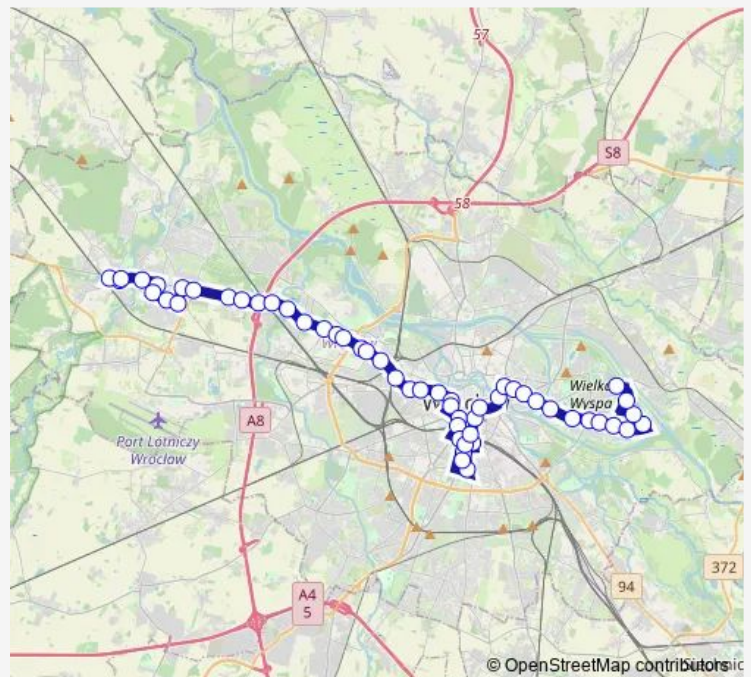 57
S8
58
Wielka
Wyspa
A8
Port Lotniczy
Wrocław
372
94
A4
5
© OpenStreetMap contributors